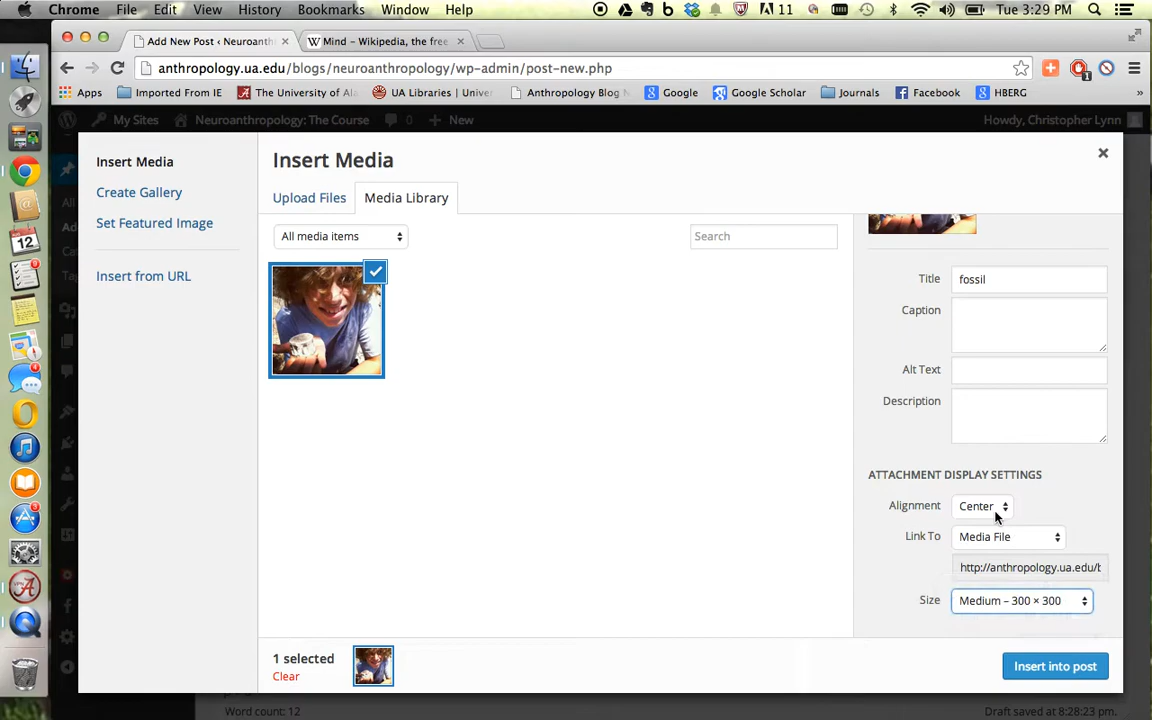 Chrome File Edit View History Bookmarks Window Help 11 Tue 3:29 PM
Add New Post ‹ Neuroanth
Mind – Wikipedia, the free
anthropology.ua.edu/blogs/neuroanthropology/wp-admin/post-new.php
Apps Imported From IE The University of Ala UA Libraries | Univer Anthropology Blog N Google Google Scholar Journals Facebook HBERG »
My Sites Neuroanthropology: The Course New Howdy, Christopher Lynn
Insert Media
Create Gallery
Set Featured Image
Insert from URL
Insert Media
Upload Files Media Library
All media items
Search
Title fossil
Caption
Alt Text
Description
ATTACHMENT DISPLAY SETTINGS
Alignment Center
Link To Media File
http://anthropology.ua.edu/b
Size Medium – 300 × 300
1 selected
Clear
Insert into post
Word count: 12
Draft saved at 8:28:23 pm.